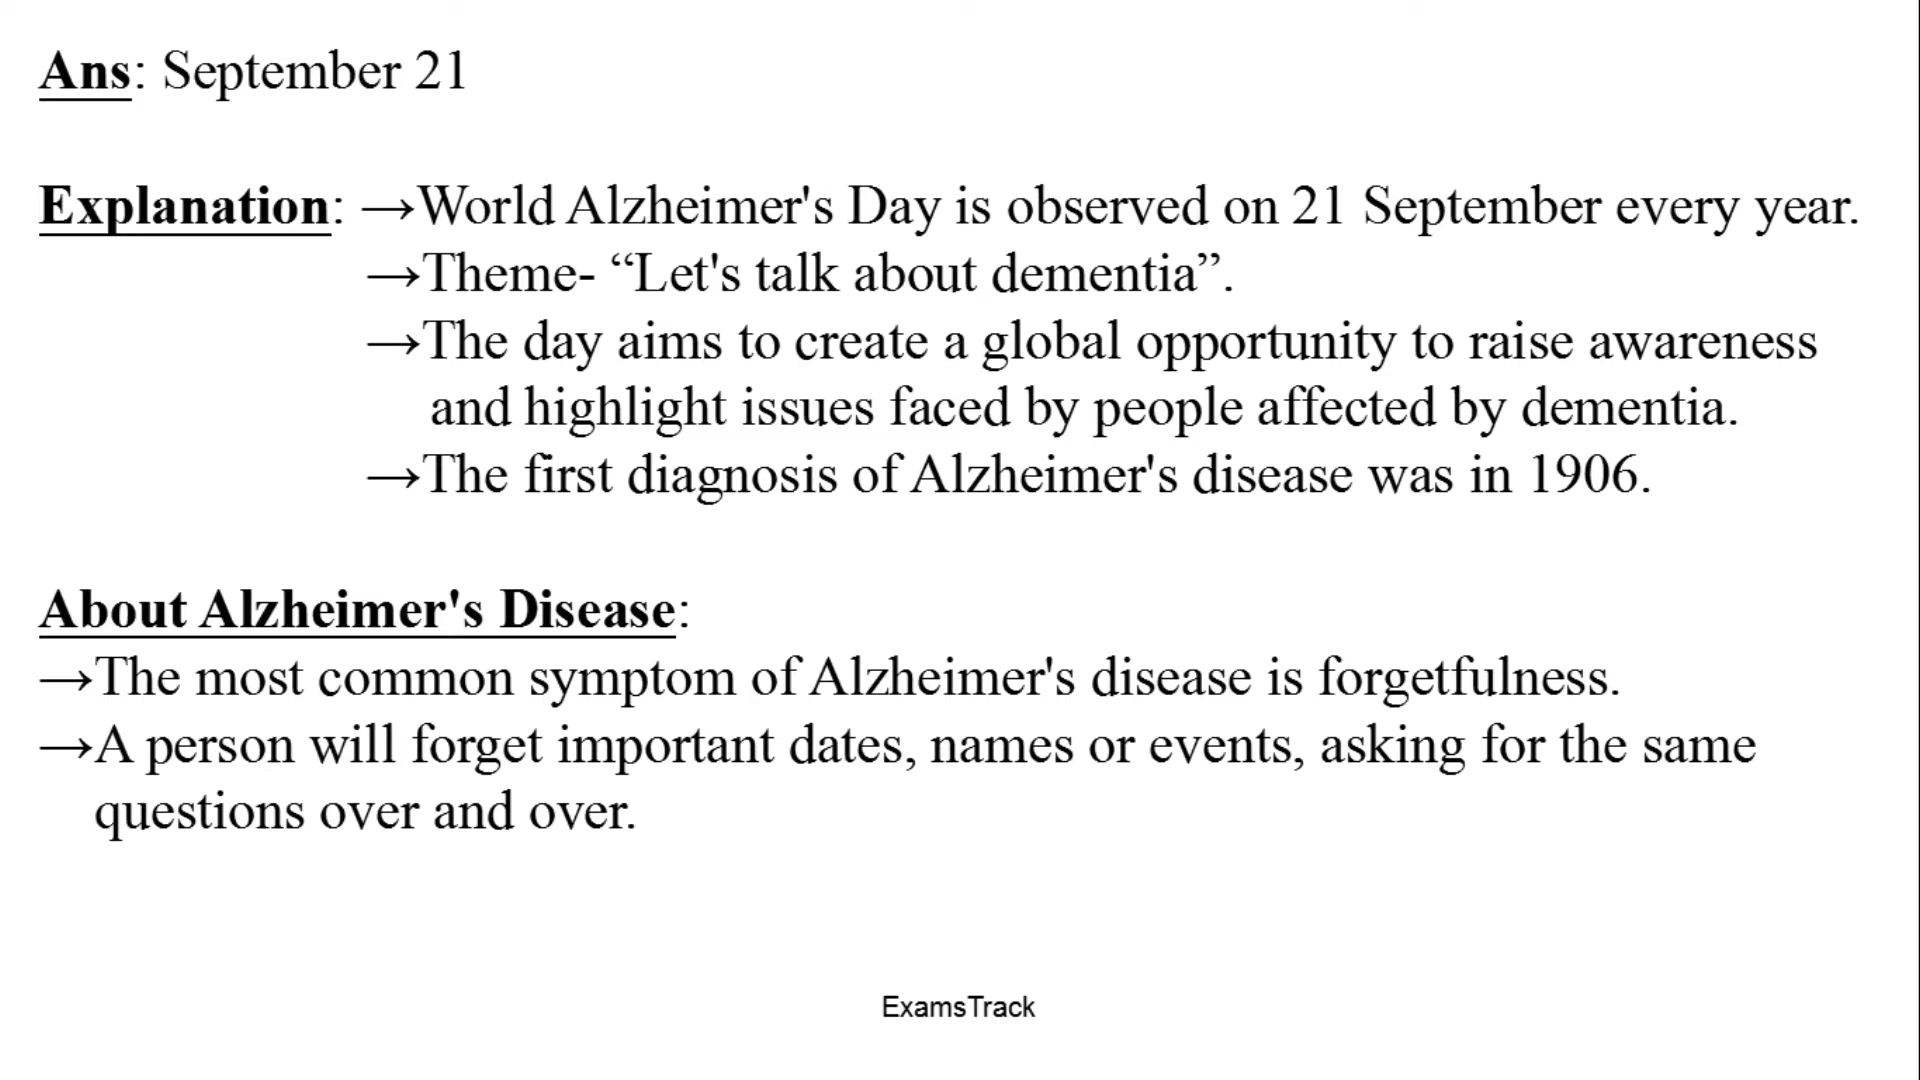 Ans: September 21
Explanation: →World Alzheimer's Day is observed on 21 September every year.
→Theme- “Let's talk about dementia”.
→The day aims to create a global opportunity to raise awareness
and highlight issues faced by people affected by dementia.
→The first diagnosis of Alzheimer's disease was in 1906.
About Alzheimer's Disease:
→The most common symptom of Alzheimer's disease is forgetfulness.
→A person will forget important dates, names or events, asking for the same
questions over and over.
ExamsTrack